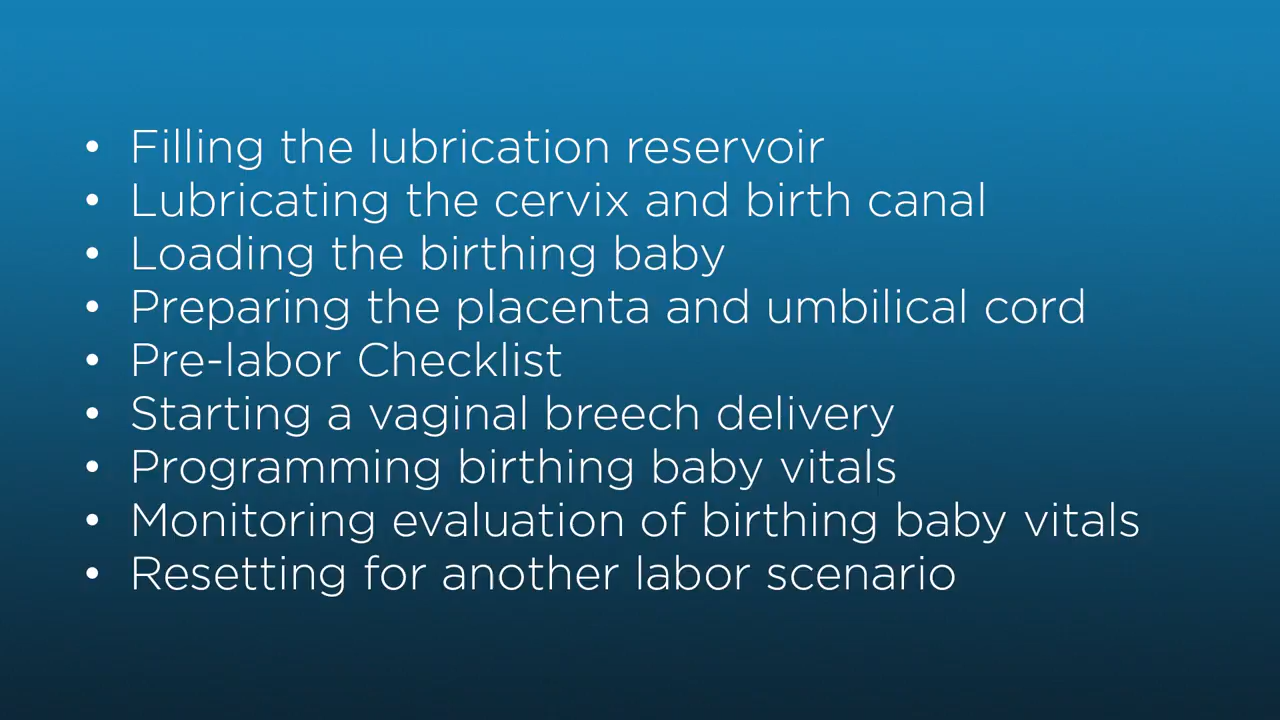 • Filling the lubrication reservoir
• Lubricating the cervix and birth canal
• Loading the birthing baby
• Preparing the placenta and umbilical cord
• Pre-labor Checklist
• Starting a vaginal breech delivery
• Programming birthing baby vitals
• Monitoring evaluation of birthing baby vitals
• Resetting for another labor scenario